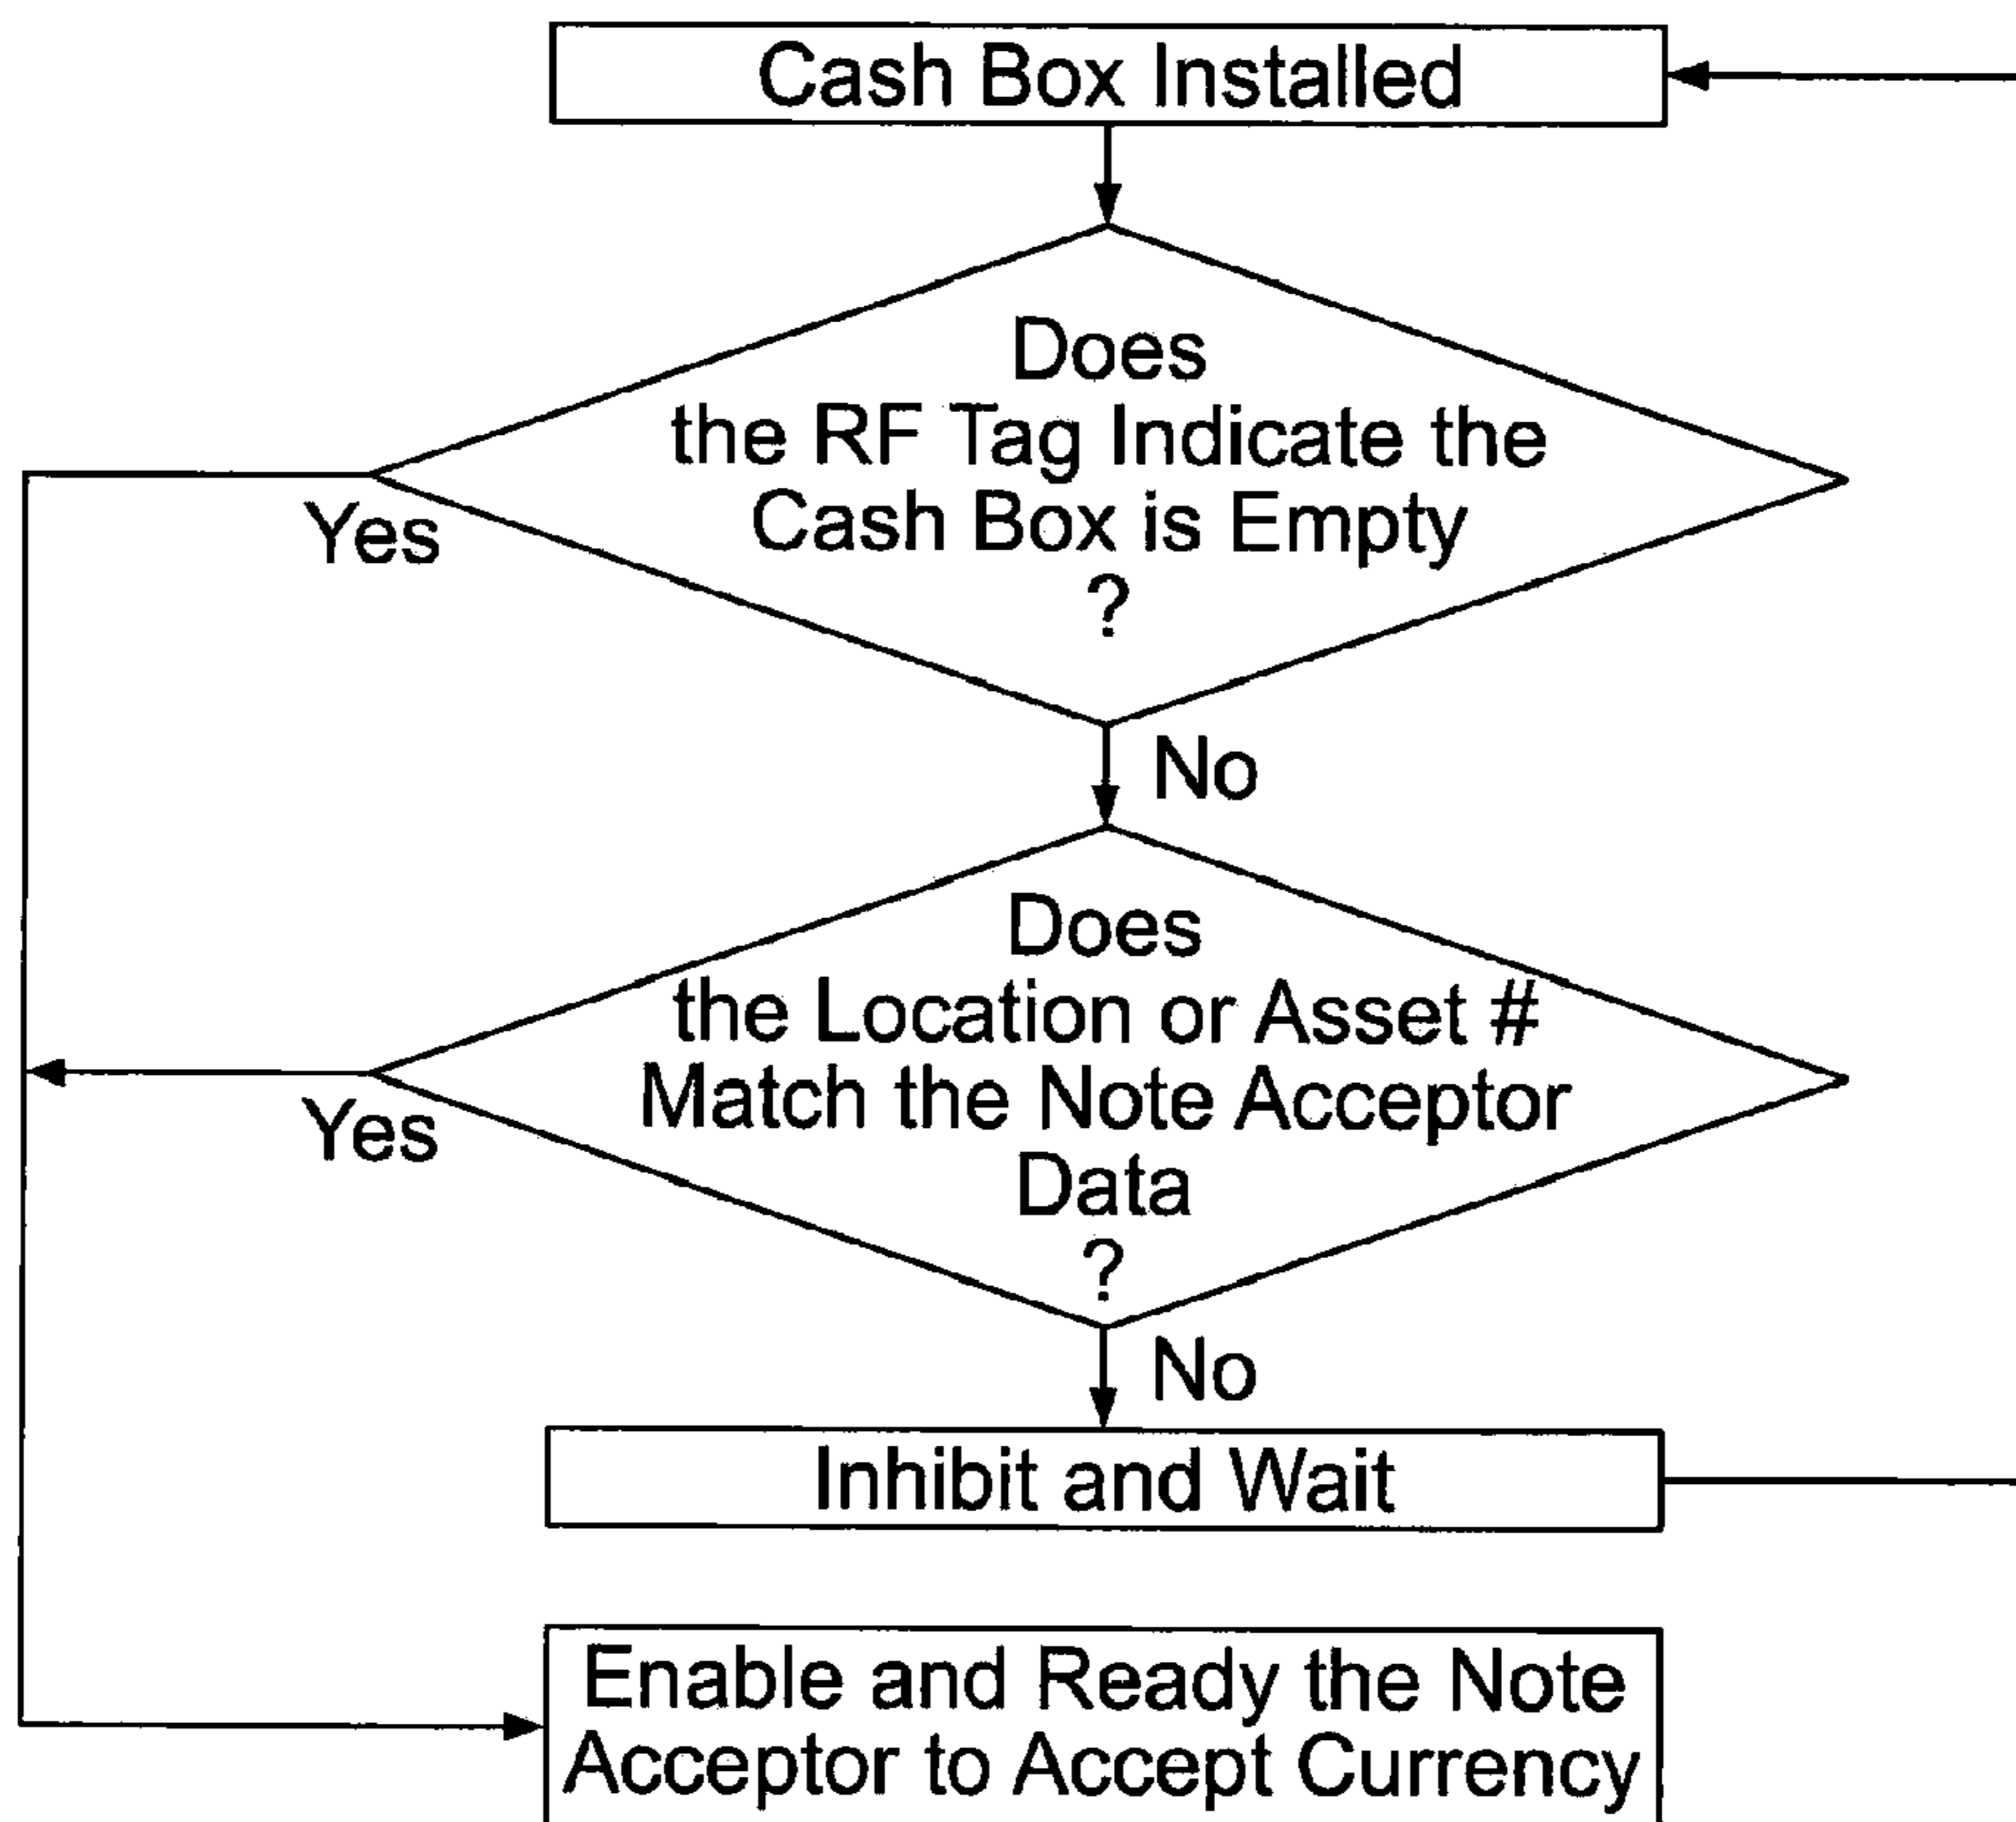 Cash Box Installed
Does
the RF Tag Indicate the
Cash Box is Empty
?
Yes
No
Does
the Location or Asset #
Match the Note Acceptor
Data
?
Yes
No
Inhibit and Wait
Enable and Ready the Note
Acceptor to Accept Currency